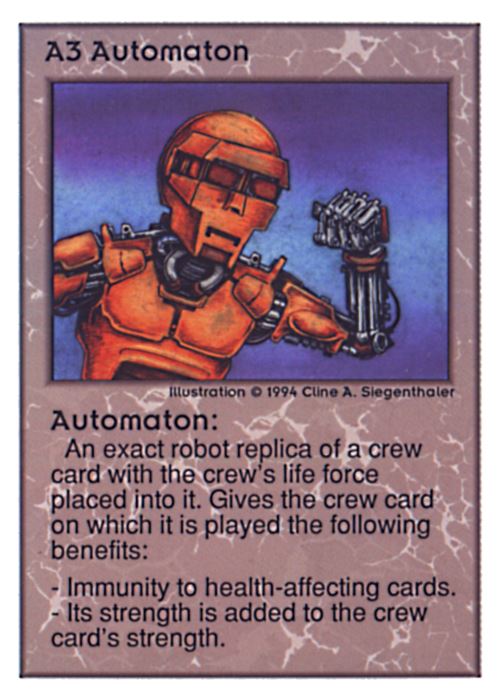 A3 Automaton
Illustration © 1994 Cline A. Siegenthaler
Automaton:
An exact robot replica of a crew
card with the crew's life force
placed into it. Gives the crew card
on which it is played the following
benefits:
- Immunity to health-affecting cards.
- Its strength is added to the crew
card's strength.